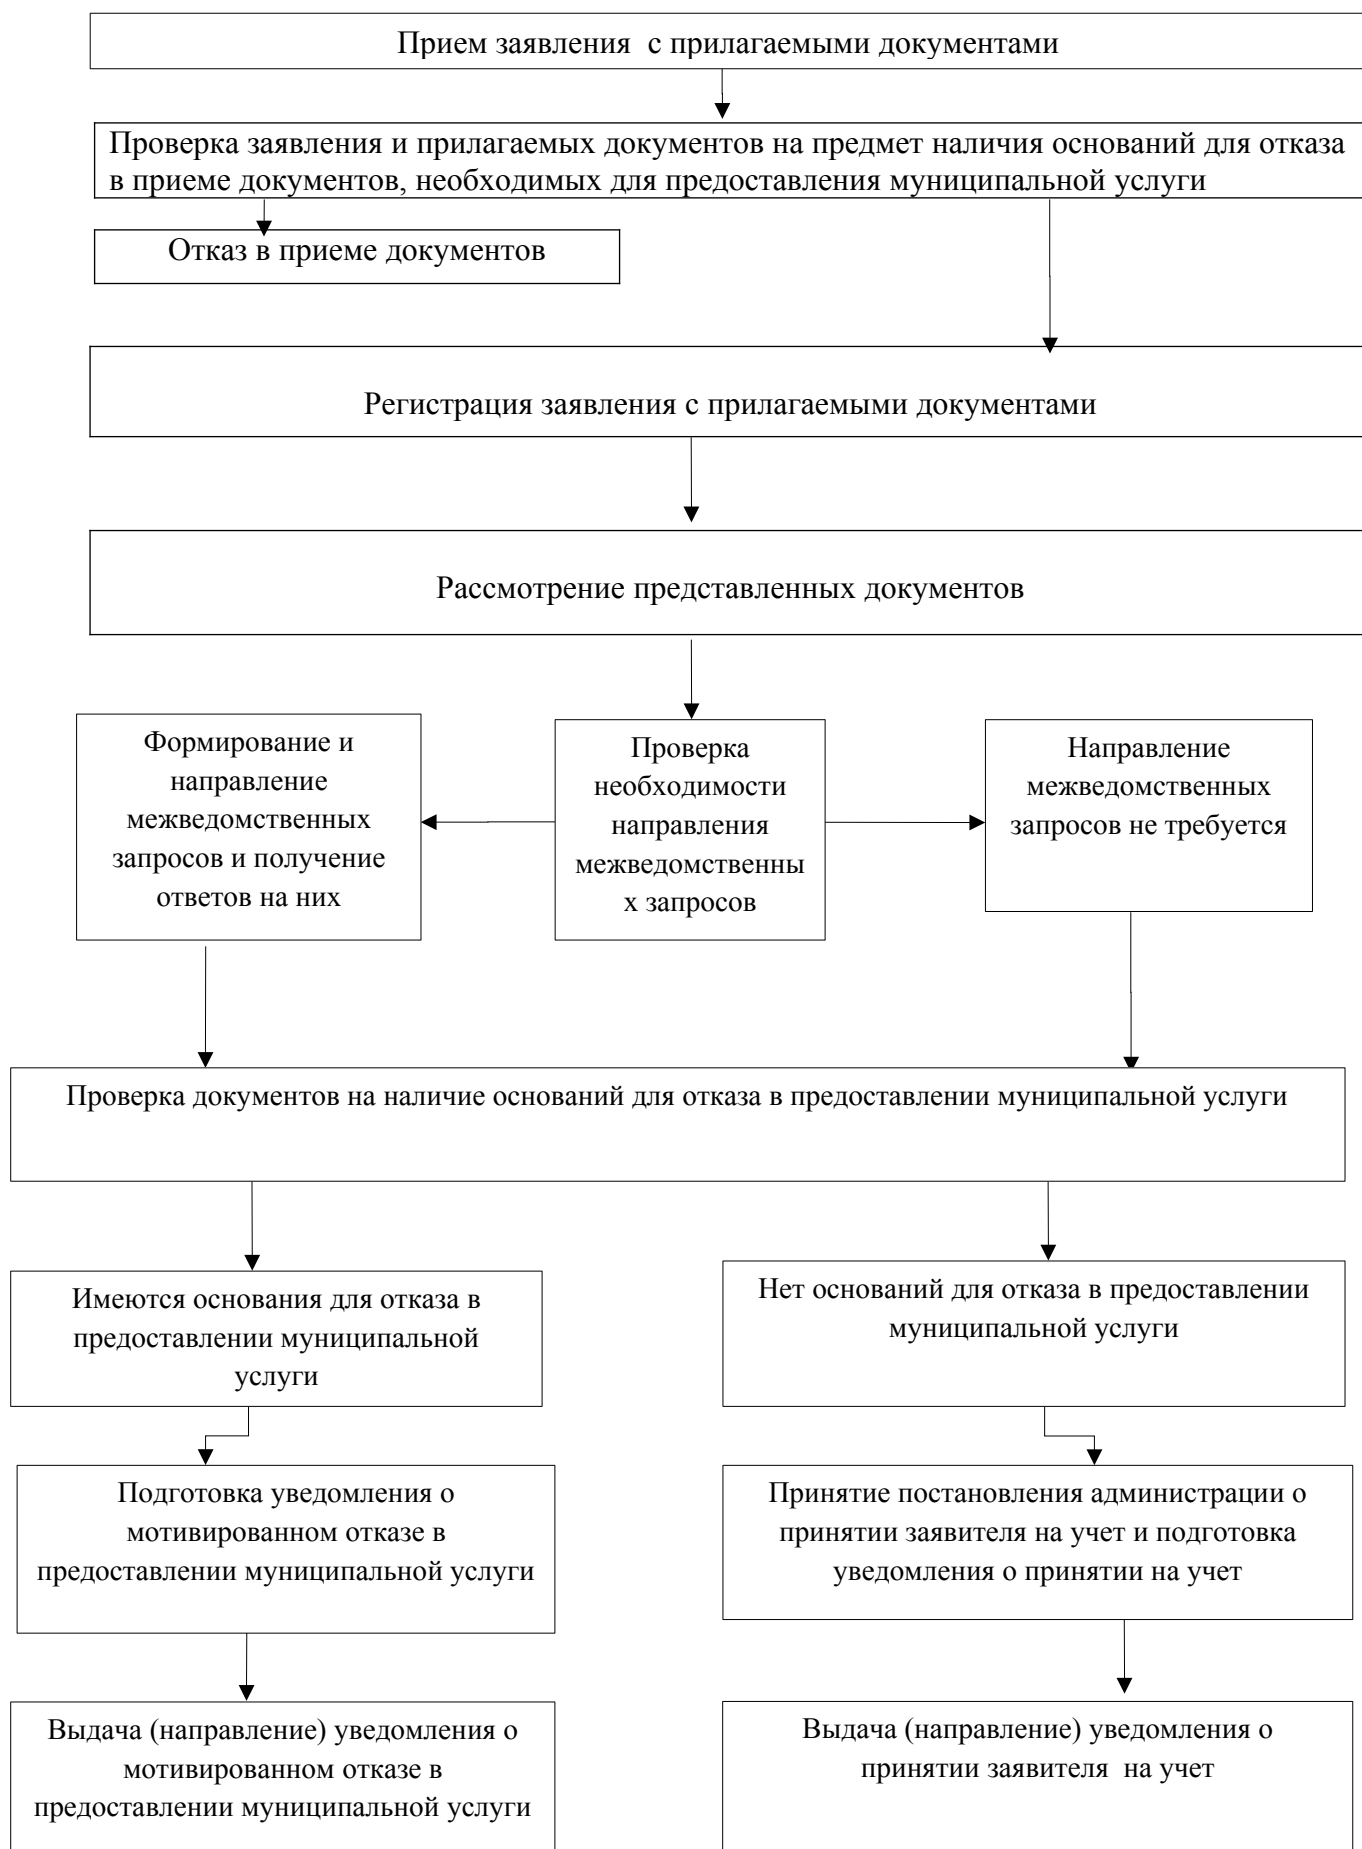 Прием заявления  с прилагаемыми документами
Проверка заявления и прилагаемых документов на предмет наличия оснований для отказа
в приеме документов, необходимых для предоставления муниципальной услуги
Отказ в приеме документов
Регистрация заявления с прилагаемыми документами
Рассмотрение представленных документов
Формирование и
направление
межведомственных
запросов и получение
ответов на них
Проверка
необходимости
направления
межведомственны
х запросов
Направление
межведомственных
запросов не требуется
Проверка документов на наличие оснований для отказа в предоставлении муниципальной услуги
Имеются основания для отказа в
предоставлении муниципальной
услуги
Нет оснований для отказа в предоставлении
муниципальной услуги
Подготовка уведомления о
мотивированном отказе в
предоставлении муниципальной услуги
Принятие постановления администрации о
принятии заявителя на учет и подготовка
уведомления о принятии на учет
Выдача (направление) уведомления о
мотивированном отказе в
предоставлении муниципальной услуги
Выдача (направление) уведомления о
принятии заявителя  на учет